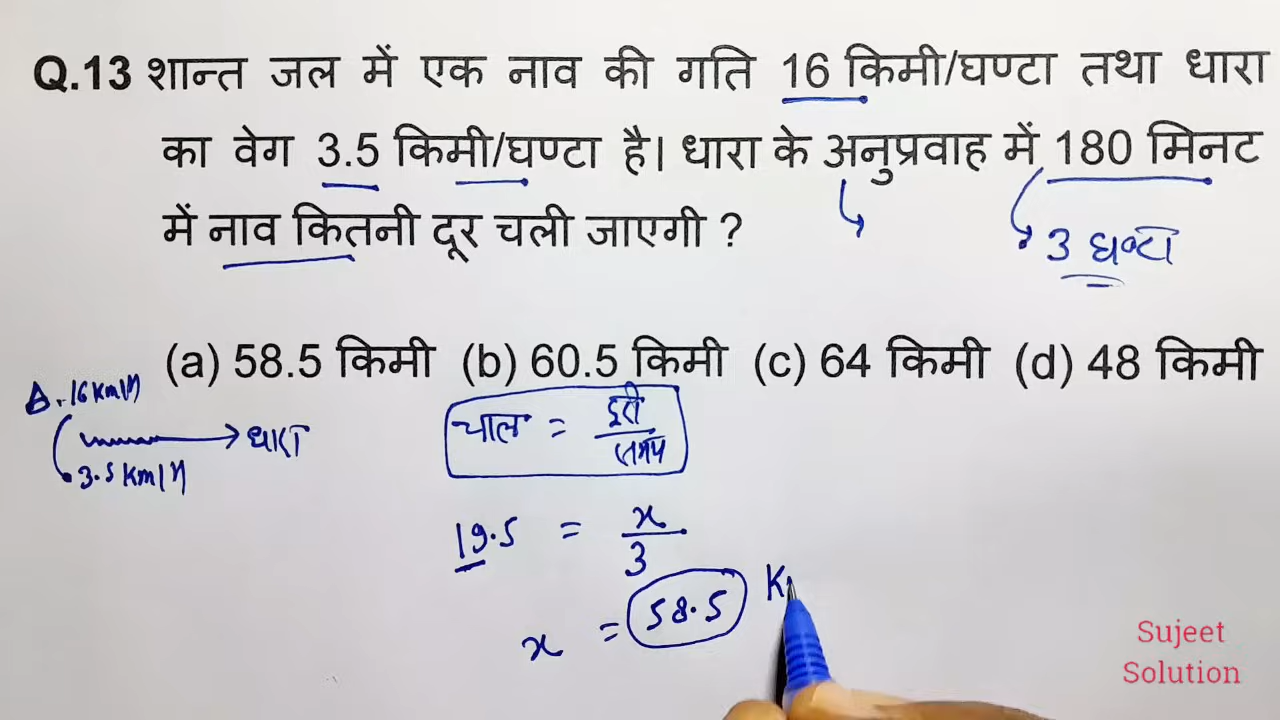 Q.13 शान्त जल में एक नाव की गति 16 किमी/घण्टा तथा धारा
का वेग 3.5 किमी/घण्टा है। धारा के अनुप्रवाह में 180 मिनट
में नाव कितनी दूर चली जाएगी ?
3 घण्टा
(a) 58.5 किमी (b) 60.5 किमी (c) 64 किमी (d) 48 किमी
16 Km/h
धारा
3.5 Km/h
चाल = दूरी / समय
19.5 = x / 3
x = 58.5 K
Sujeet
Solution